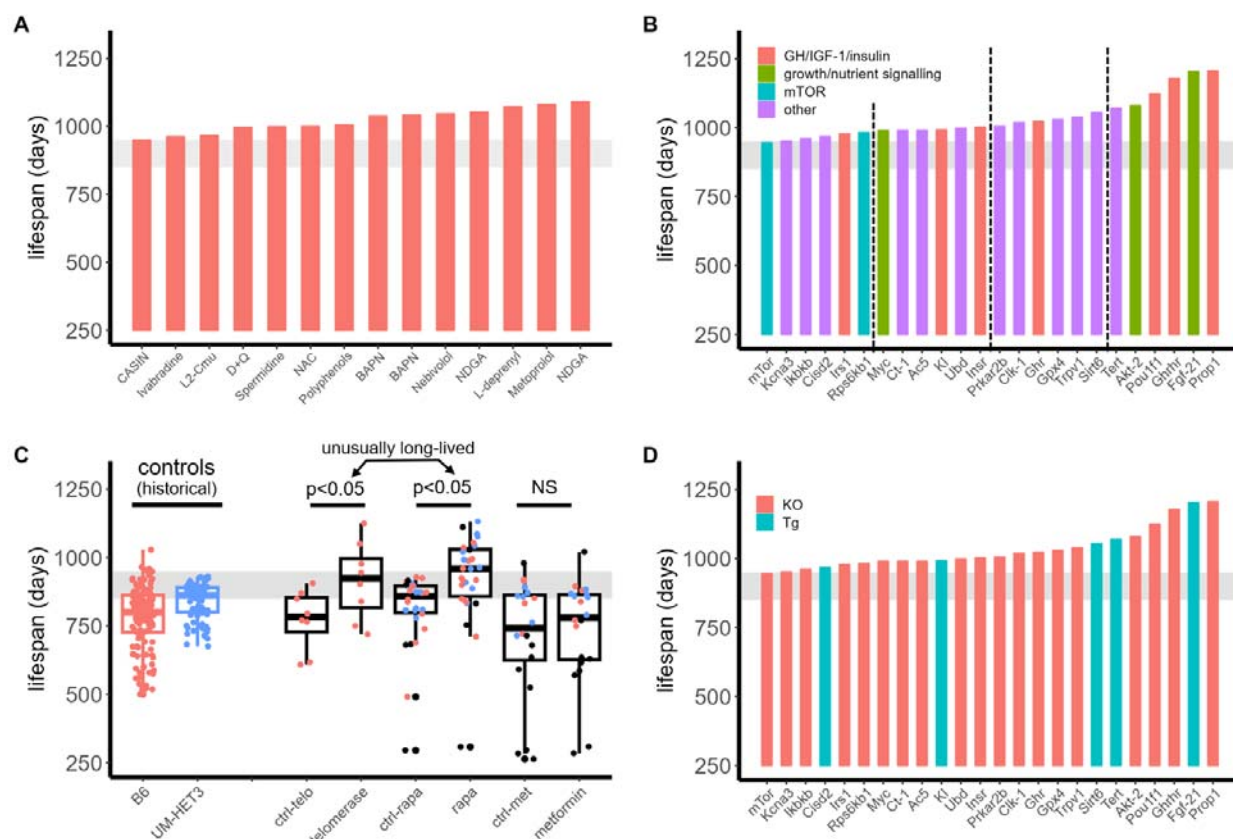 A
lifespan (days)
1250
1000
750
500
250
CASIN
Ivabradine
L2-Cmu
D+Q
Spermidine
NAC
Polyphenols
BAPN
BAPN
Nebivolol
NDGA
L-deprenyl
Metoprolol
NDGA
B
lifespan (days)
1250
1000
750
500
250
GH/IGF-1/insulin
growth/nutrient signalling
mTOR
other
mTor
Kcna3
Ikbkb
Cisd2
Irs1
Rps6kb1
Myc
Ct-1
Ac5
Kl
Ubd
Insr
Prkar2b
Clk-1
Ghr
Gpx4
Trpv1
Sirt6
Tert
Akt-2
Pou1f1
Ghrhr
Fgf-21
Prop1
C
lifespan (days)
1250
1000
750
500
250
controls
(historical)
unusually long-lived
p<0.05
p<0.05
NS
B6
UM-HET3
ctrl-telo
elomerase
ctrl-rapa
rapa
ctrl-met
metformin
D
lifespan (days)
1250
1000
750
500
250
KO
Tg
mTor
Kcna3
Ikbkb
Cisd2
Irs1
Rps6kb1
Myc
Ct-1
Ac5
Kl
Ubd
Insr
Prkar2b
Clk-1
Ghr
Gpx4
Trpv1
Sirt6
Tert
Akt-2
Pou1f1
Ghrhr
Fgf-21
Prop1